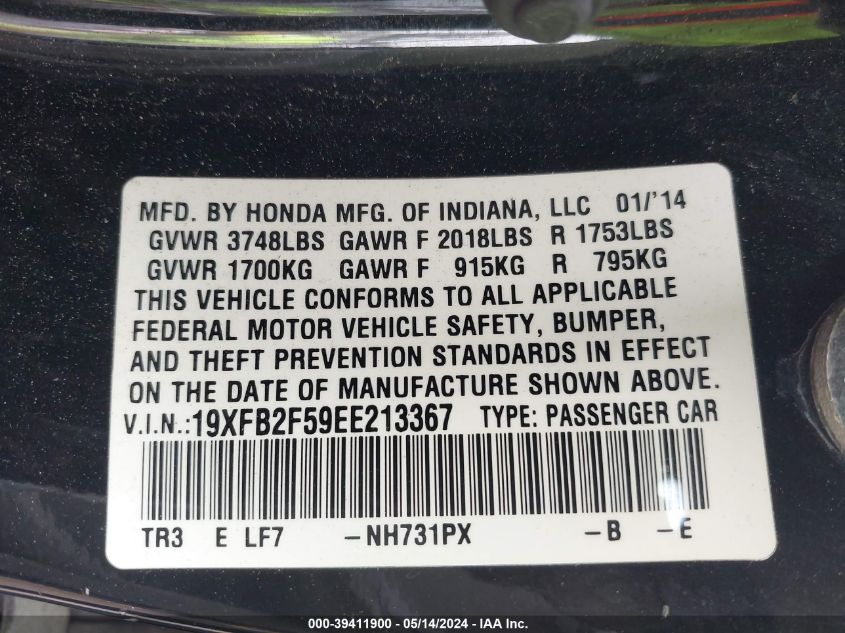 MFD. BY HONDA MFG. OF INDIANA, LLC 01/'14
GVWR 3748LBS GAWR F 2018LBS R 1753LBS
GVWR 1700KG GAWR F 915KG R 795KG
THIS VEHICLE CONFORMS TO ALL APPLICABLE
FEDERAL MOTOR VEHICLE SAFETY, BUMPER,
AND THEFT PREVENTION STANDARDS IN EFFECT
ON THE DATE OF MANUFACTURE SHOWN ABOVE.
V.I.N.:19XFB2F59EE213367 TYPE: PASSENGER CAR
TR3 E LF7 -NH731PX -B -E
000-39411900 - 05/14/2024 - IAA Inc.